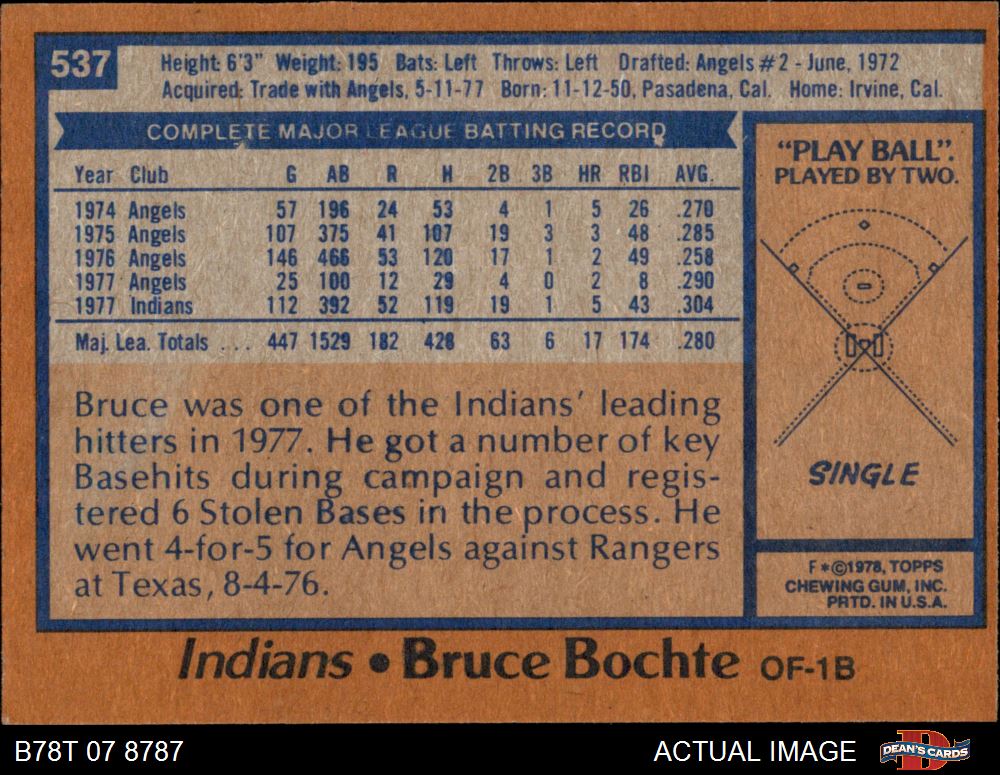 537
Height: 6'3" Weight: 195 Bats: Left Throws: Left Drafted: Angels #2 - June, 1972
Acquired: Trade with Angels, 5-11-77 Born: 11-12-50, Pasadena, Cal. Home: Irvine, Cal.
COMPLETE MAJOR LEAGUE BATTING RECORD
Year Club G AB R H 2B 3B HR RBI AVG.
1974 Angels 57 196 24 53 4 1 5 26 .270
1975 Angels 107 375 41 107 19 3 3 48 .285
1976 Angels 146 466 53 120 17 1 2 49 .258
1977 Angels 25 100 12 29 4 0 2 8 .290
1977 Indians 112 392 52 119 19 1 5 43 .304
Maj. Lea. Totals ... 447 1529 182 428 63 6 17 174 .280
Bruce was one of the Indians' leading
hitters in 1977. He got a number of key
Basehits during campaign and regis-
tered 6 Stolen Bases in the process. He
went 4-for-5 for Angels against Rangers
at Texas, 8-4-76.
"PLAY BALL".
PLAYED BY TWO.
SINGLE
F*©1978, TOPPS
CHEWING GUM, INC.
PRTD. IN U.S.A.
Indians • Bruce Bochte OF-1B
B78T 07 8787
ACTUAL IMAGE
DEAN'S CARDS